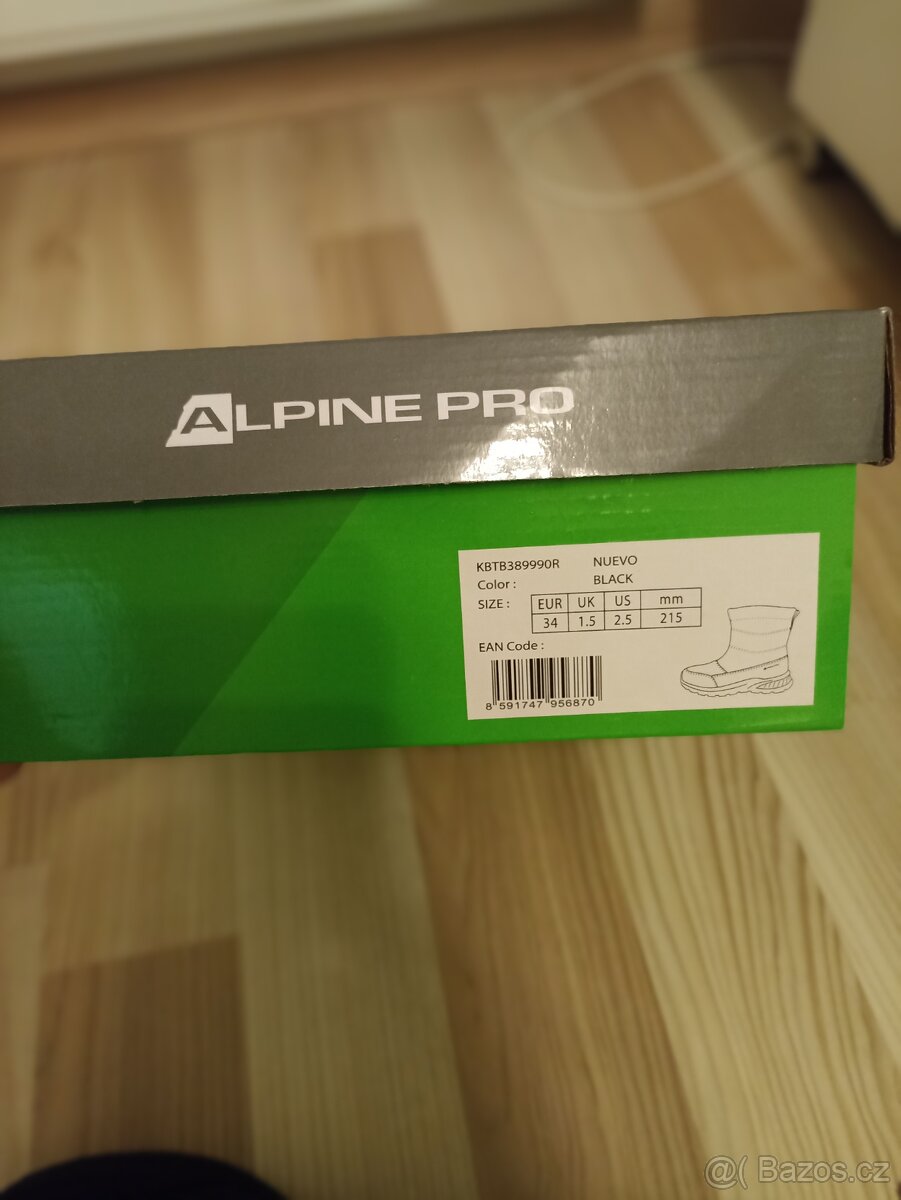 ALPINE PRO
KBTB389990R NUEVO
Color : BLACK
SIZE : EUR UK US mm
34 1.5 2.5 215
EAN Code :
8 591747 956870
@( Bazos.cz